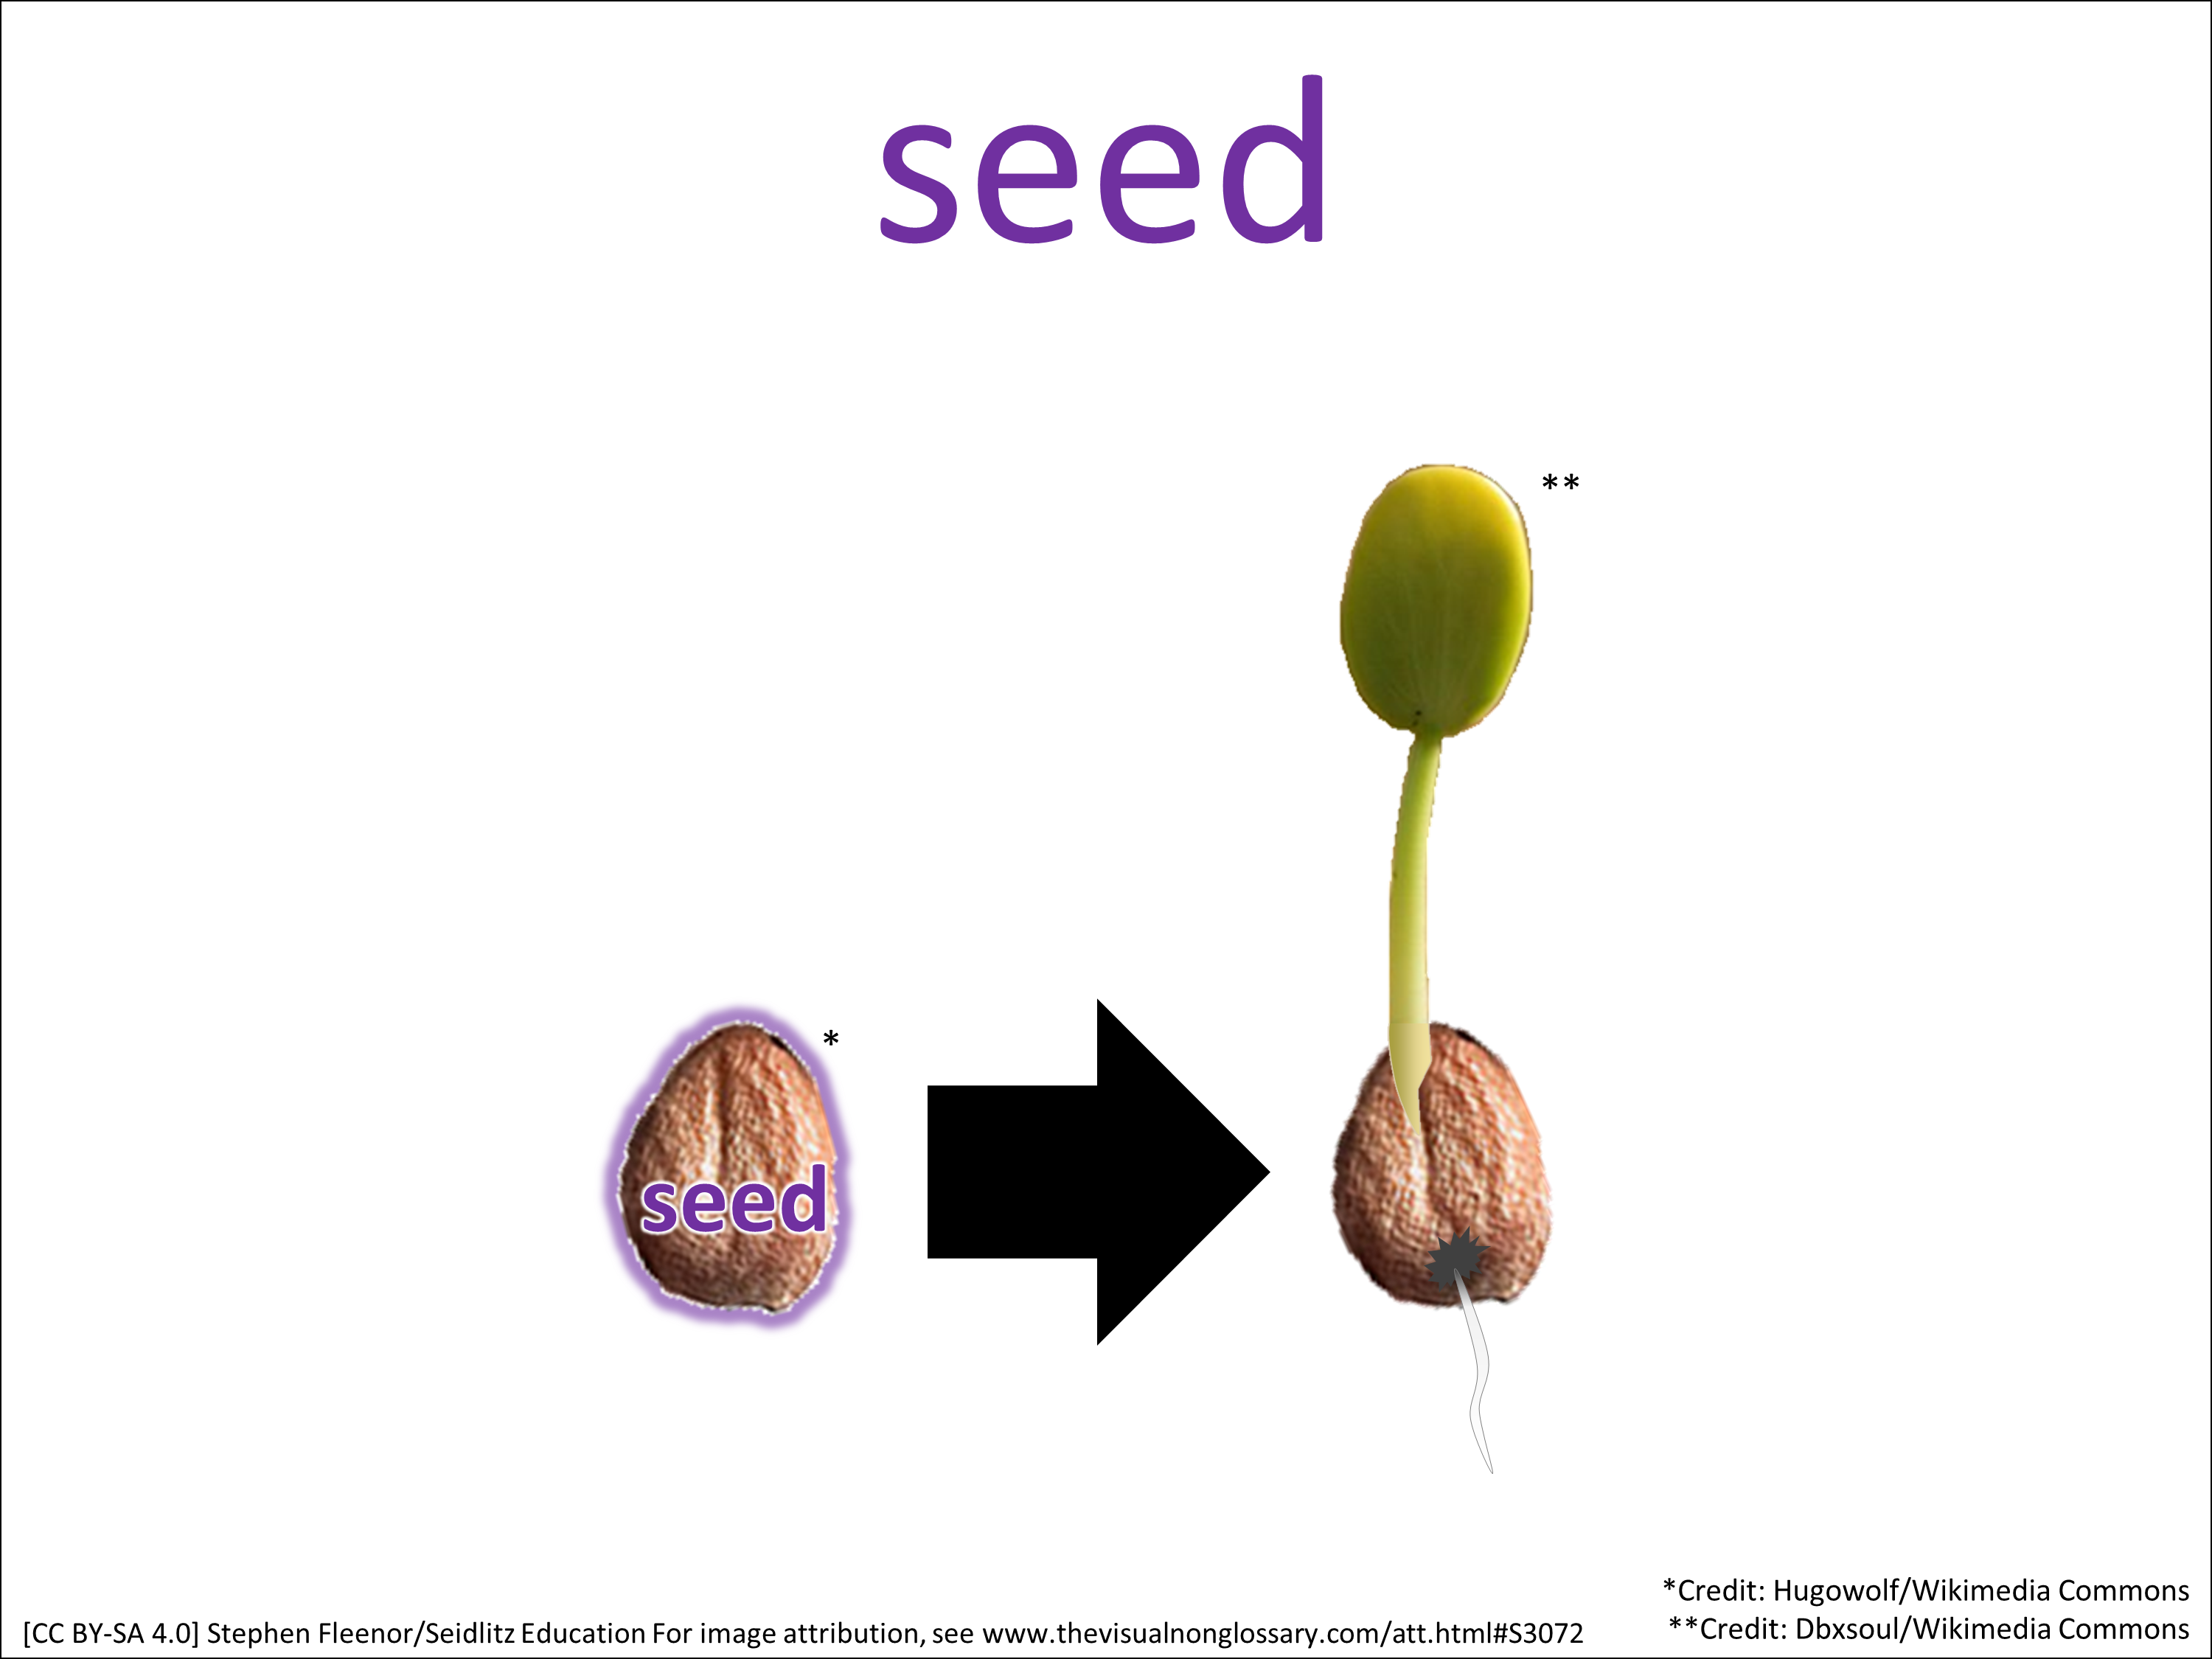 seed
**
*
seed
*Credit: Hugowolf/Wikimedia Commons
[CC BY-SA 4.0] Stephen Fleenor/Seidlitz Education For image attribution, see www.thevisualnonglossary.com/att.html#S3072
**Credit: Dbxsoul/Wikimedia Commons